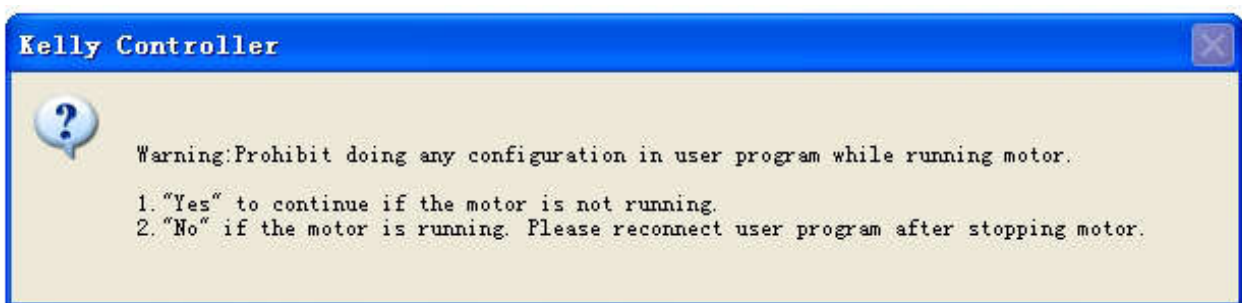 Kelly Controller
Warning:Prohibit doing any configuration in user program while running motor.
1."Yes" to continue if the motor is not running.
2."No" if the motor is running. Please reconnect user program after stopping motor.